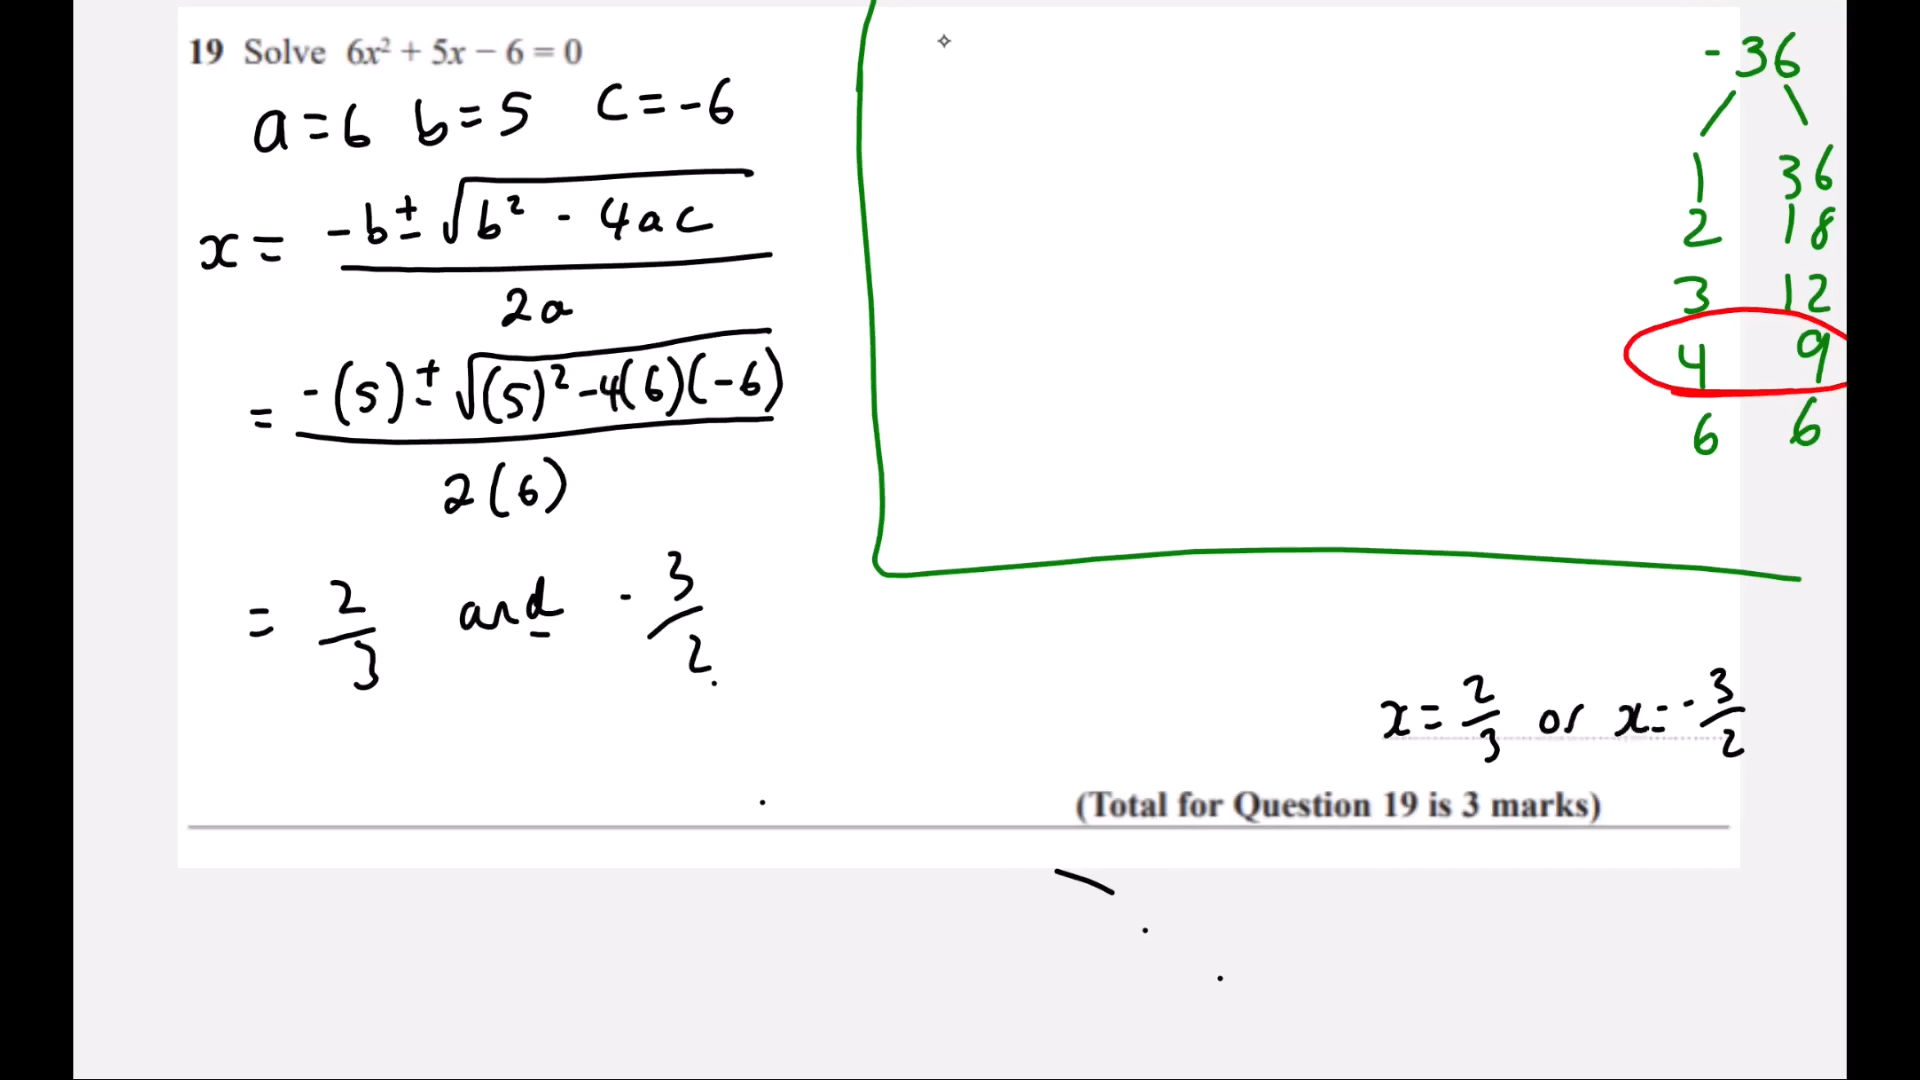 19 Solve 6x² + 5x − 6 = 0
a = 6 b = 5 c = -6
x = -b ± √b² - 4ac
2a
= -(5) ± √(5)² - 4(6)(-6)
2(6)
= 2/3 and -3/2
-36
1 36
2 18
3 12
4 9
6 6
x = 2/3 or x = -3/2
(Total for Question 19 is 3 marks)